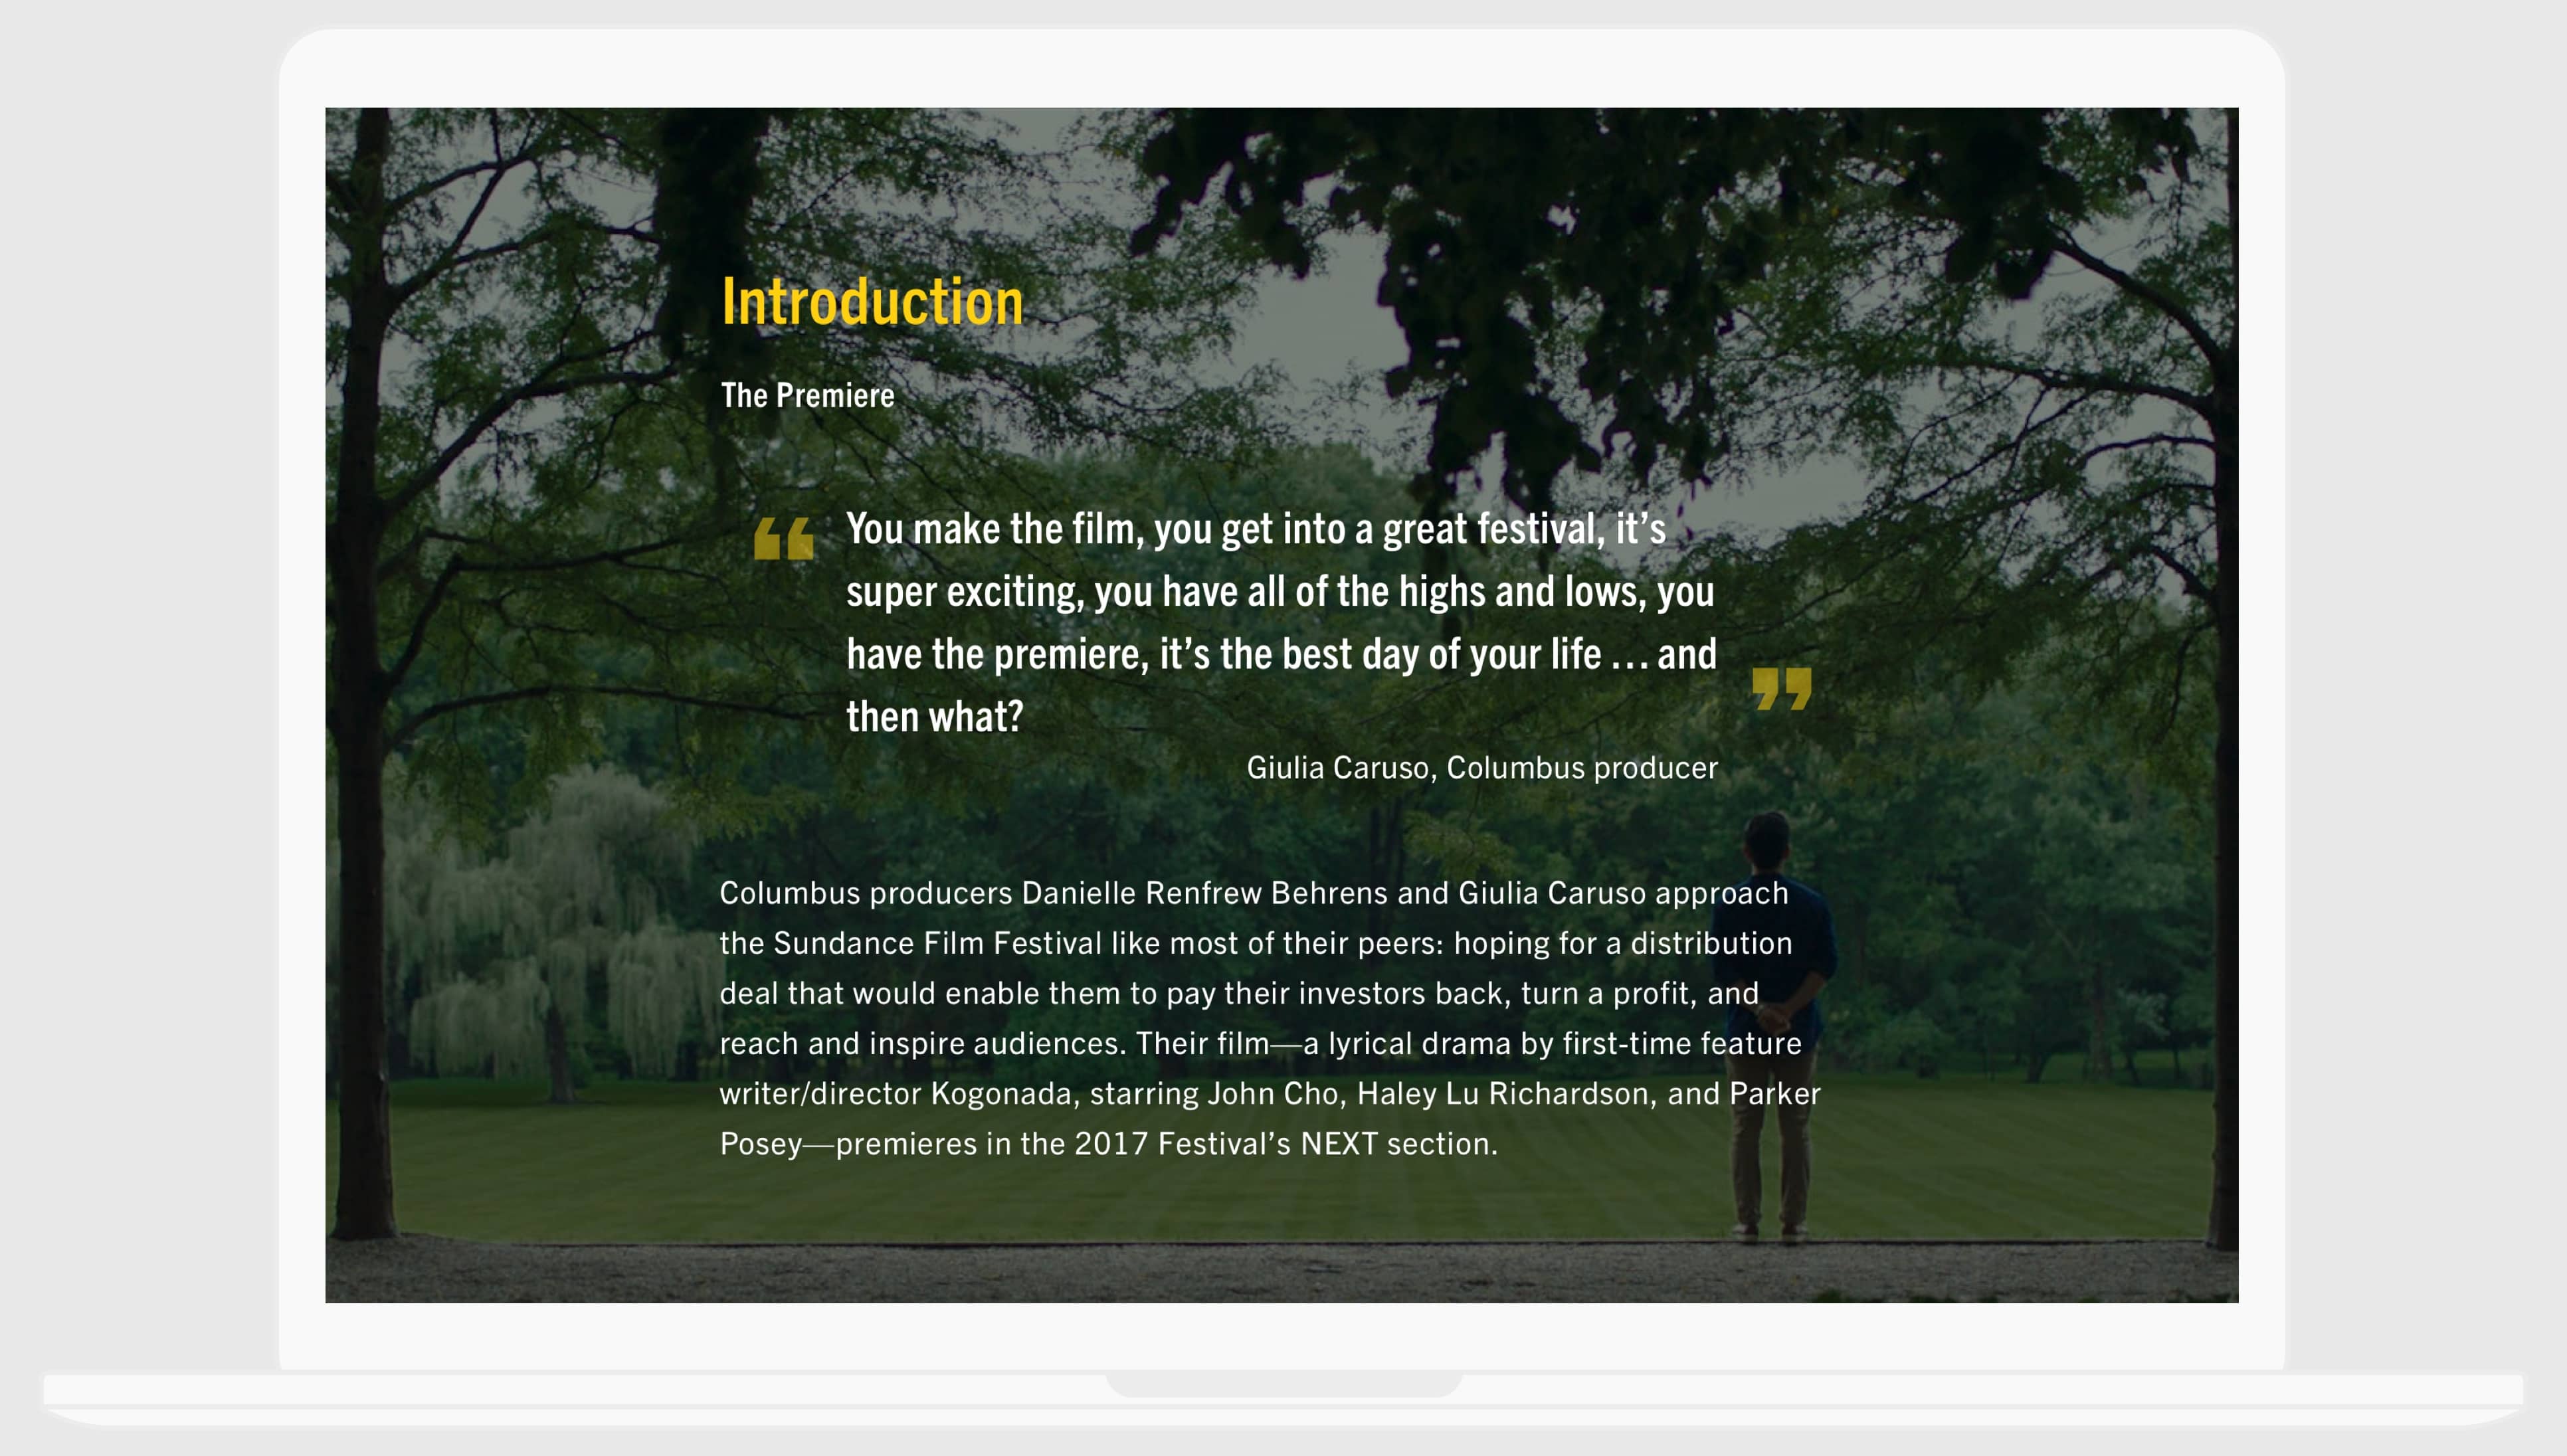 Introduction
The Premiere
“ You make the film, you get into a great festival, it’s
super exciting, you have all of the highs and lows, you
have the premiere, it’s the best day of your life … and
then what? ”
Giulia Caruso, Columbus producer
Columbus producers Danielle Renfrew Behrens and Giulia Caruso approach
the Sundance Film Festival like most of their peers: hoping for a distribution
deal that would enable them to pay their investors back, turn a profit, and
reach and inspire audiences. Their film—a lyrical drama by first-time feature
writer/director Kogonada, starring John Cho, Haley Lu Richardson, and Parker
Posey—premieres in the 2017 Festival’s NEXT section.